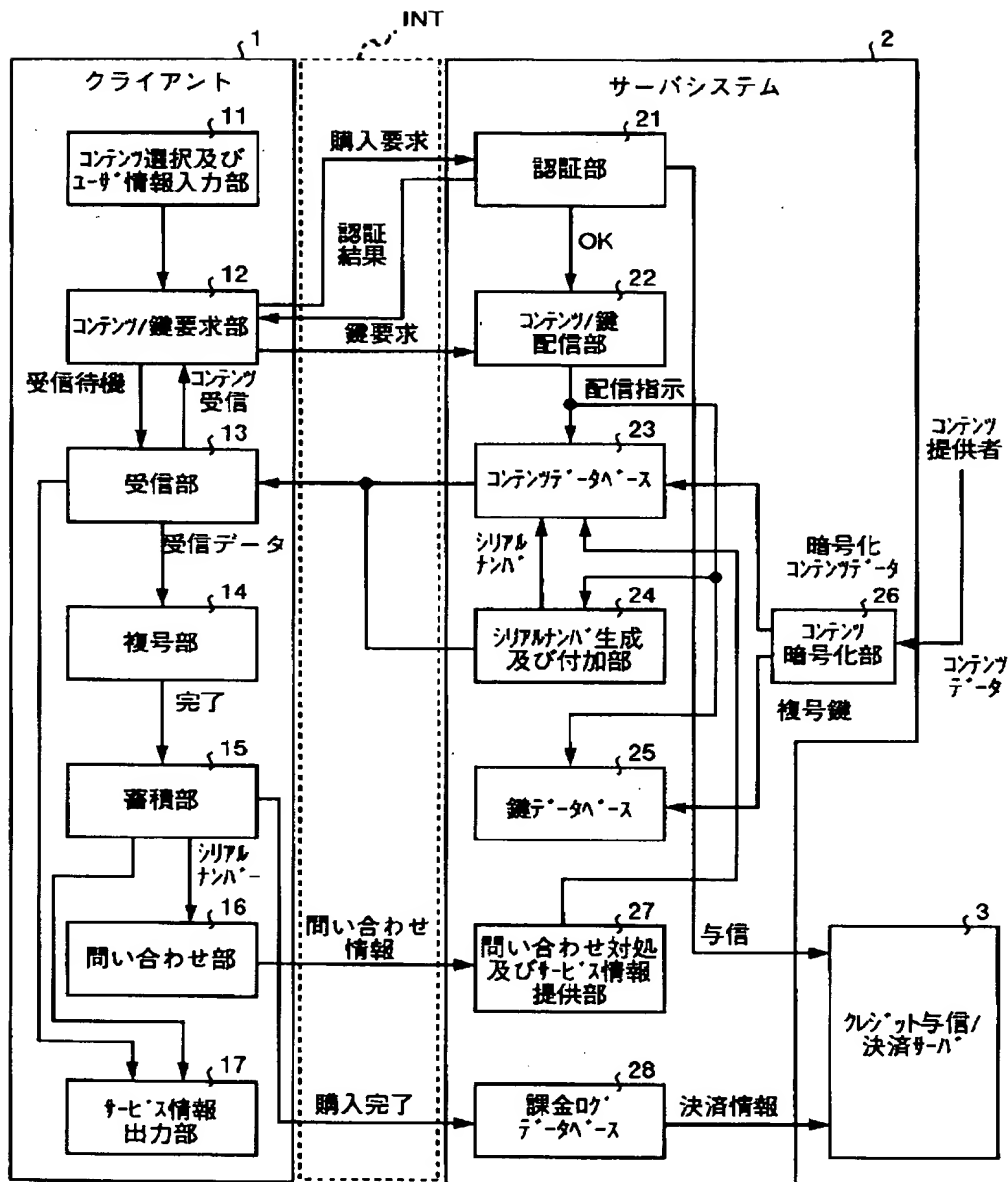 INT
1
クライアント
11
コンテンツ選択及び
ユーザ情報入力部
12
コンテンツ/鍵要求部
受信待機
コンテンツ
受信
13
受信部
受信データ
14
複号部
完了
15
蓄積部
シリアル
ナンバー
16
問い合わせ部
17
サービス情報
出力部
購入要求
認証
結果
鍵要求
問い合わせ
情報
購入完了
2
サーバシステム
21
認証部
OK
22
コンテンツ/鍵
配信部
配信指示
23
コンテンツデータベース
シリアル
ナンバ
24
シリアルナンバ生成
及び付加部
25
鍵データベース
暗号化
コンテンツデータ
26
コンテンツ
暗号化部
複号鍵
コンテンツ
提供者
コンテンツ
データ
27
問い合わせ対処
及びサービス情報
提供部
与信
28
課金ログ
データベース
決済情報
3
クレジット与信/
決済サーバ